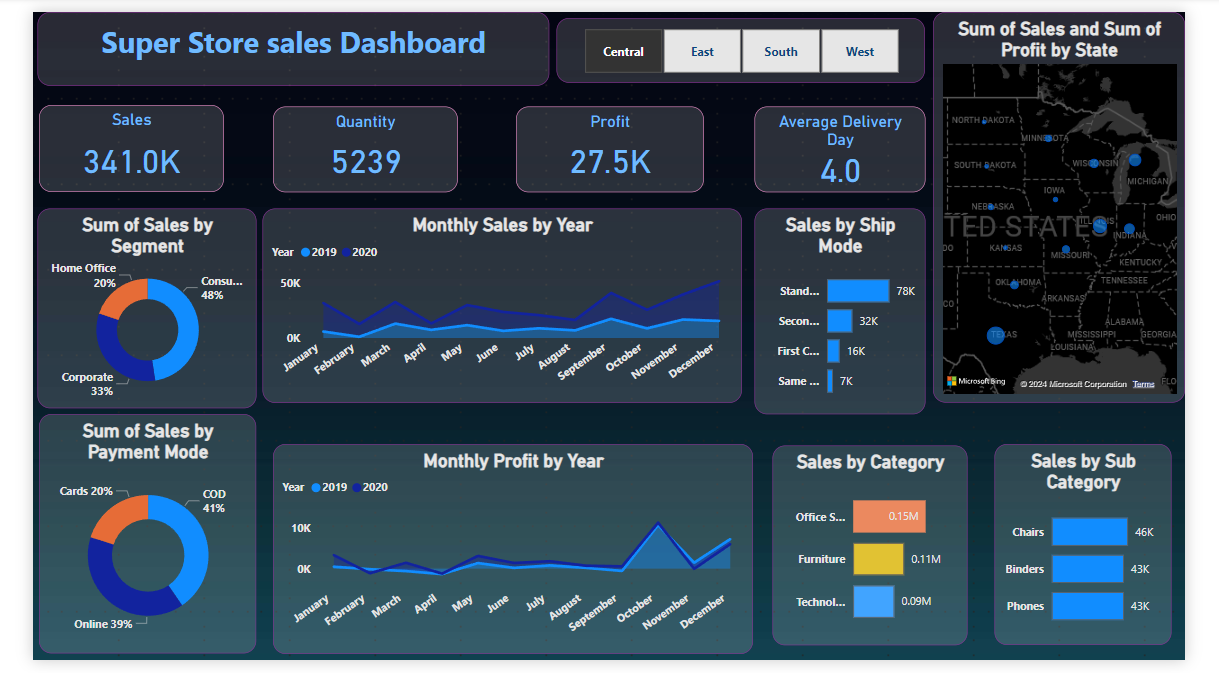 Super Store sales Dashboard
Central
East
South
West
Sum of Sales and Sum of
Profit by State
Sales
341.0K
Quantity
5239
Profit
27.5K
Average Delivery
Day
4.0
Sum of Sales by
Segment
Home Office
20%
Consu...
48%
Corporate
33%
Monthly Sales by Year
Year 2019 2020
50K
0K
January
February
March
April
May
June
July
August
September
October
November
December
Sales by Ship
Mode
Stand... 78K
Secon... 32K
First C... 16K
Same ... 7K
NORTH DAKOTA
MINNESOTA
SOUTH DAKOTA
WISCONSIN
MICHIGAN
IOWA
NEBRASKA
TED STATES
ILLINOIS
OHIO
INDIANA
DO
KANSAS
MISSOURI
KENTUCKY
TENNESSEE
OKLAHOMA
ARKANSAS
CO
ALABAMA
TEXAS
MISSISSIPPI
GEORGIA
LOUISIANA
FLO
Microsoft Bing
© 2024 Microsoft Corporation Terms
Sum of Sales by
Payment Mode
Cards 20%
COD
41%
Online 39%
Monthly Profit by Year
Year 2019 2020
10K
0K
January
February
March
April
May
June
July
August
September
October
November
December
Sales by Category
Office S... 0.15M
Furniture 0.11M
Technol... 0.09M
Sales by Sub
Category
Chairs 46K
Binders 43K
Phones 43K